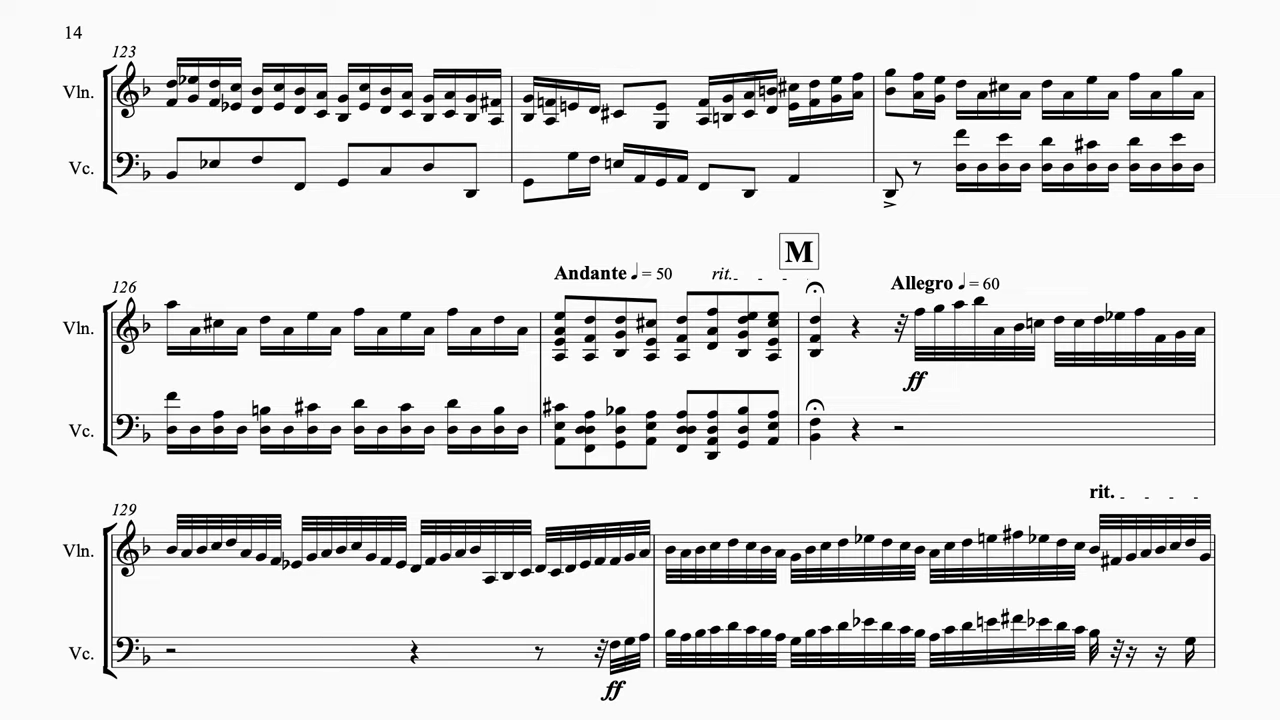 14
123
Vln.
Vc.
M
126
Andante ♩ = 50
rit.
Allegro ♩ = 60
Vln.
ff
Vc.
129
rit.
Vln.
Vc.
ff